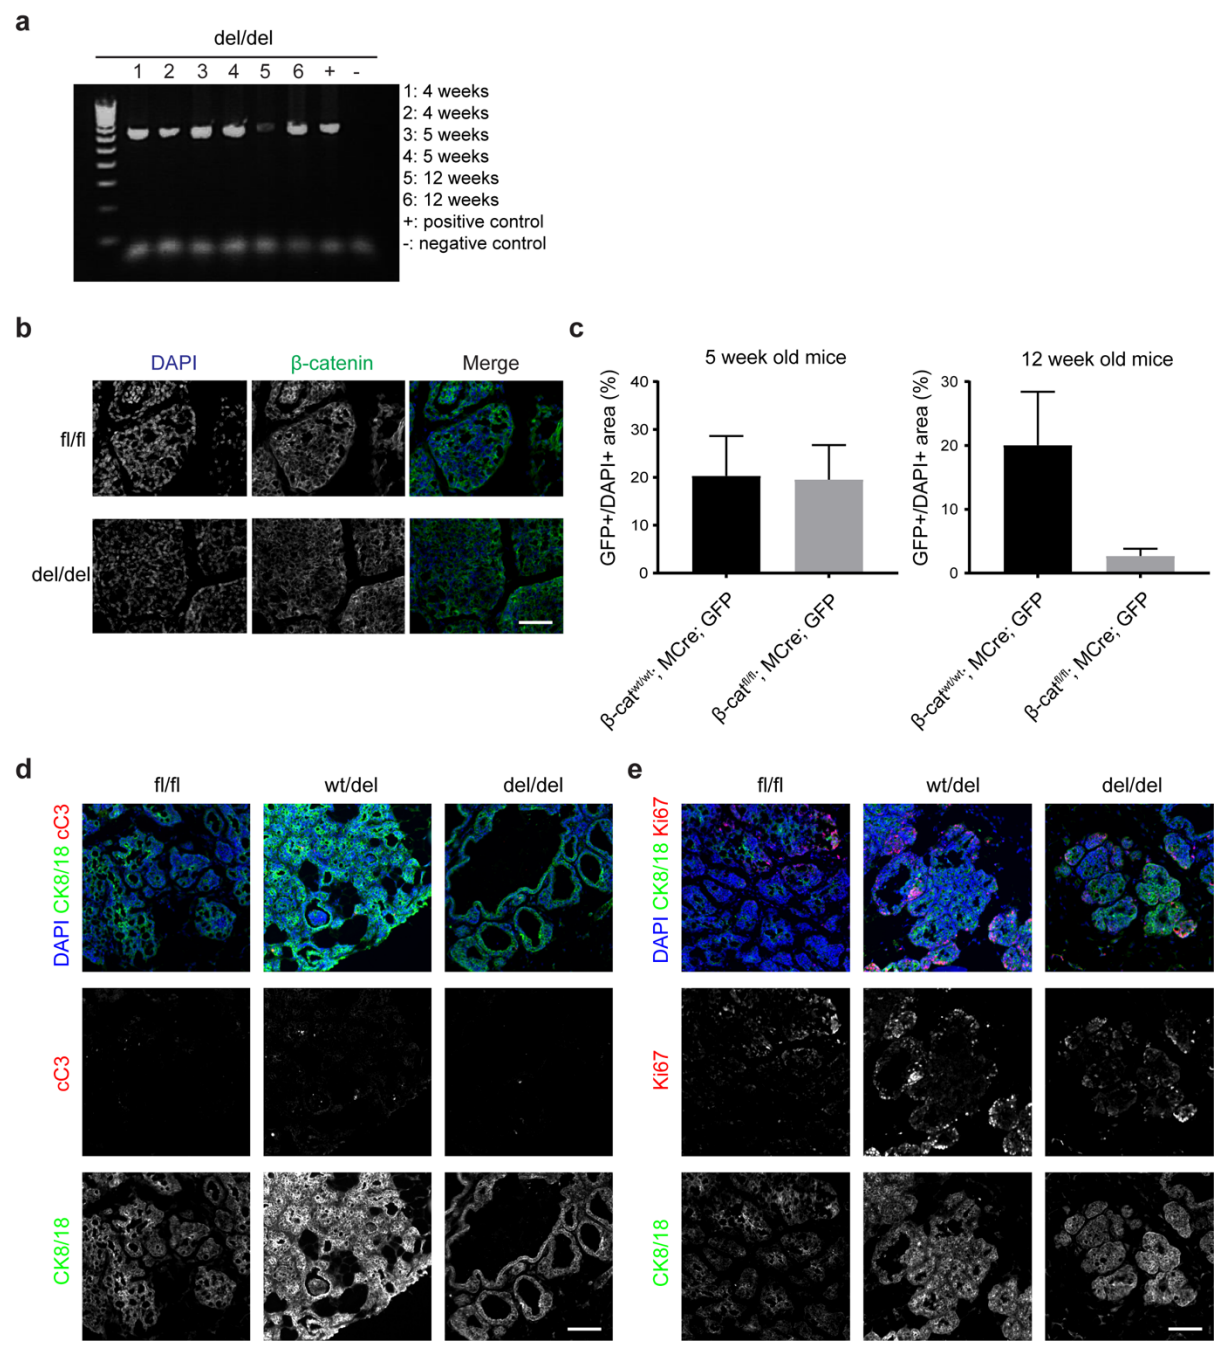 a
del/del
1 2 3 4 5 6 + -
1: 4 weeks
2: 4 weeks
3: 5 weeks
4: 5 weeks
5: 12 weeks
6: 12 weeks
+: positive control
-: negative control
b
DAPI β-catenin Merge
fl/fl
del/del
c
5 week old mice
GFP+/DAPI+ area (%)
40
30
20
10
0
β-cat^wt/wt; MCre; GFP
β-cat^fl/fl; MCre; GFP
12 week old mice
GFP+/DAPI+ area (%)
30
20
10
0
β-cat^wt/wt; MCre; GFP
β-cat^fl/fl; MCre; GFP
d
fl/fl wt/del del/del
DAPI CK8/18 cC3
cC3
CK8/18
e
fl/fl wt/del del/del
DAPI CK8/18 Ki67
Ki67
CK8/18